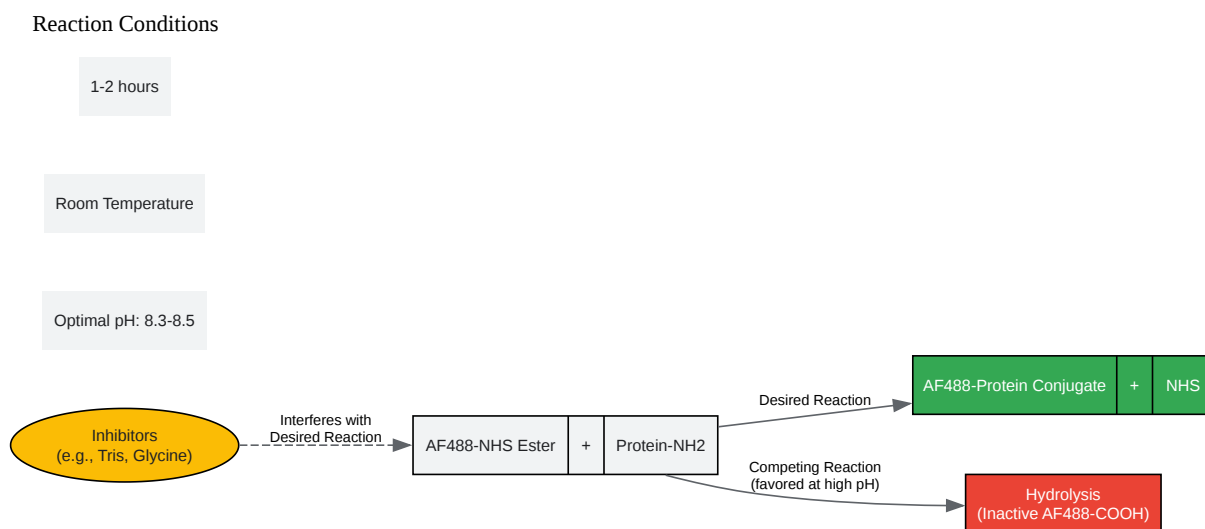 Reaction Conditions
1-2 hours
Room Temperature
Optimal pH: 8.3-8.5
Inhibitors
(e.g., Tris, Glycine)
Interferes with
Desired Reaction
AF488-NHS Ester
+
Protein-NH2
Desired Reaction
AF488-Protein Conjugate
+
NHS
Competing Reaction
(favored at high pH)
Hydrolysis
(Inactive AF488-COOH)